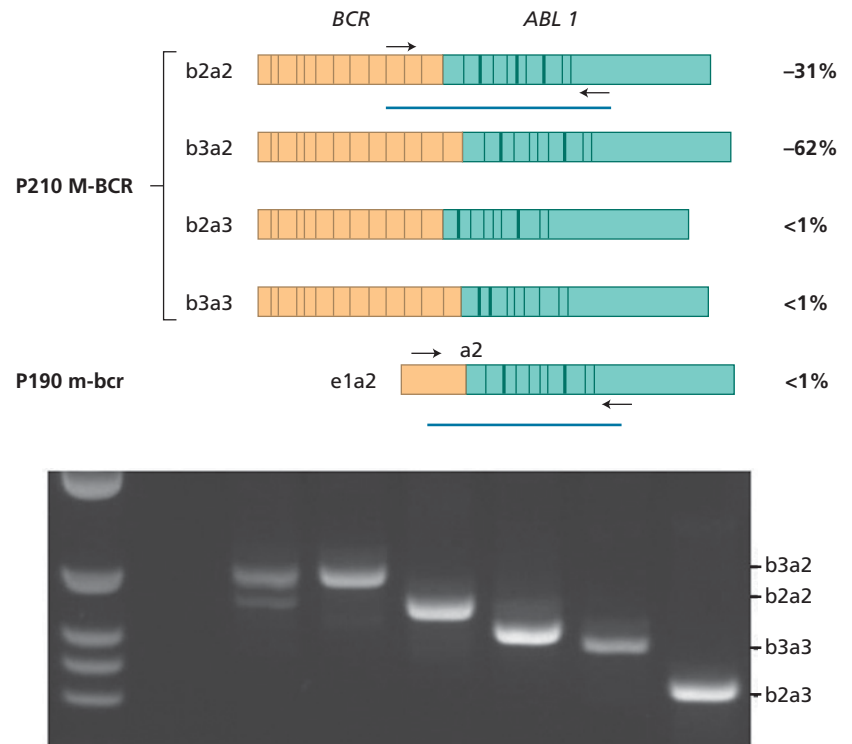 BCR ABL 1
b2a2 –31%
b3a2 –62%
P210 M-BCR
b2a3 <1%
b3a3 <1%
a2
P190 m-bcr e1a2 <1%
b3a2
b2a2
b3a3
b2a3